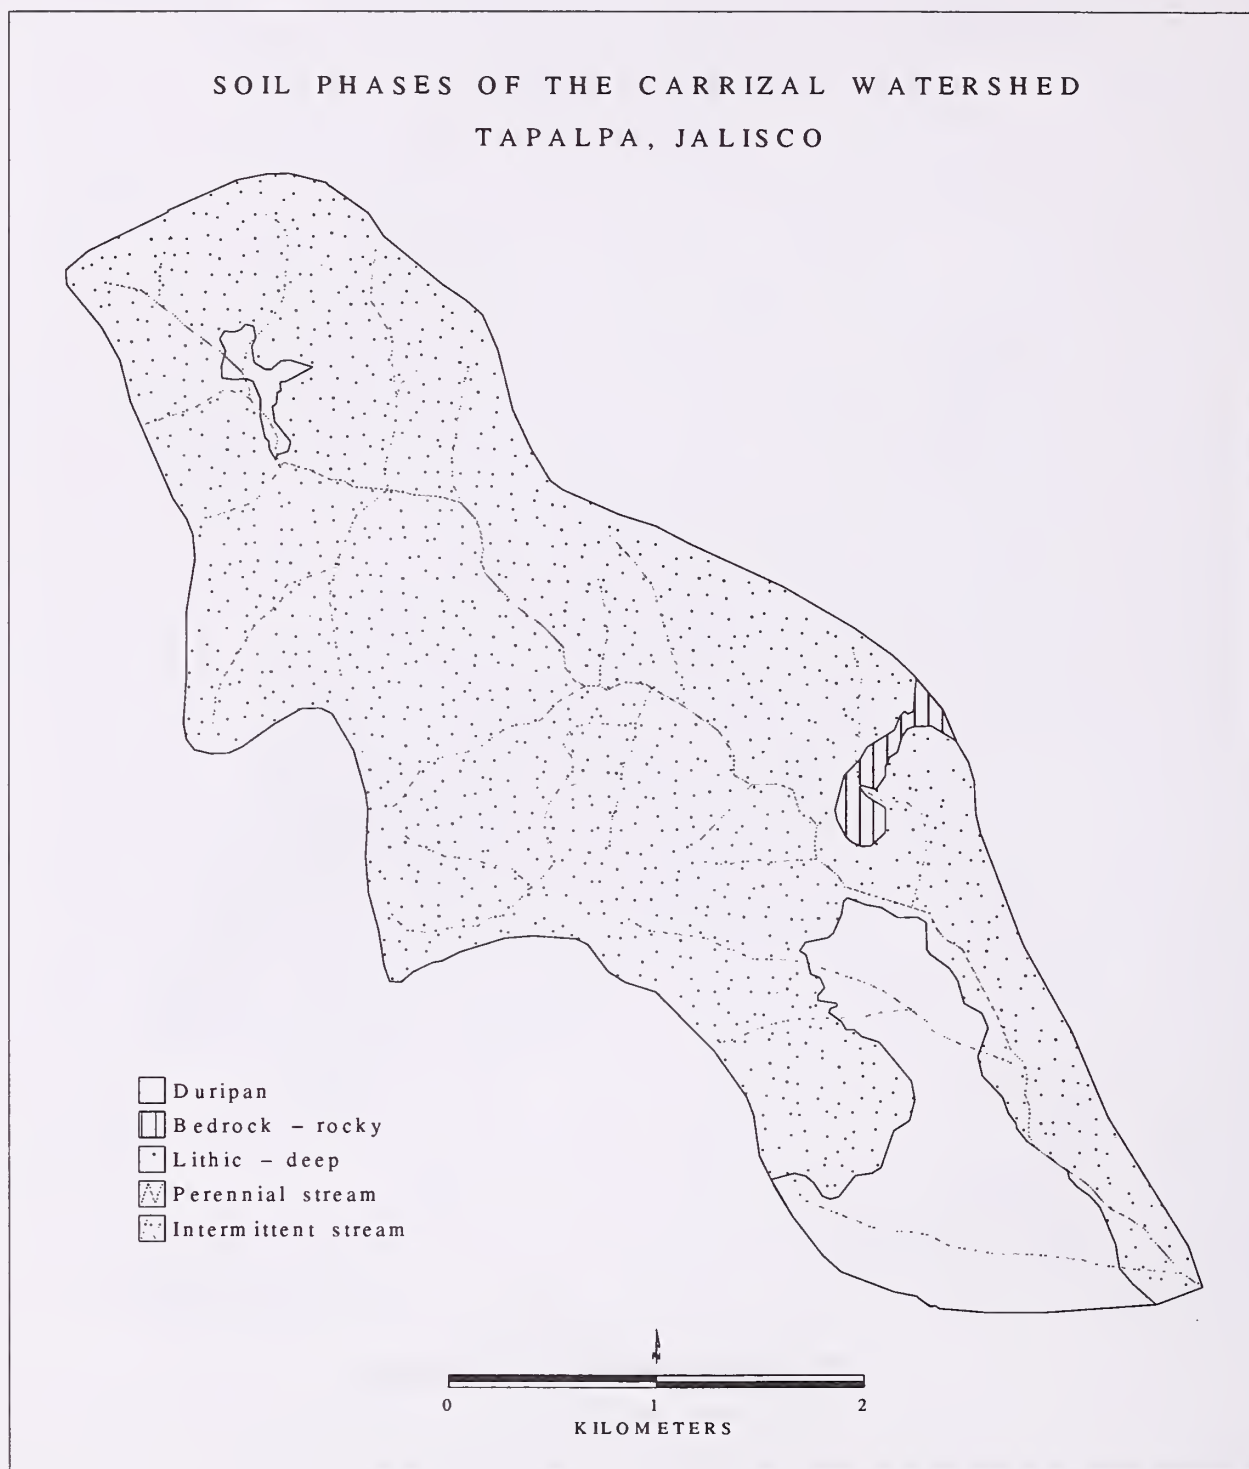 SOIL PHASES OF THE CARRIZAL WATERSHED
TAPALPA, JALISCO
Duripan
Bedrock – rocky
Lithic – deep
Perennial stream
Intermittent stream
N
0 1 2
KILOMETERS